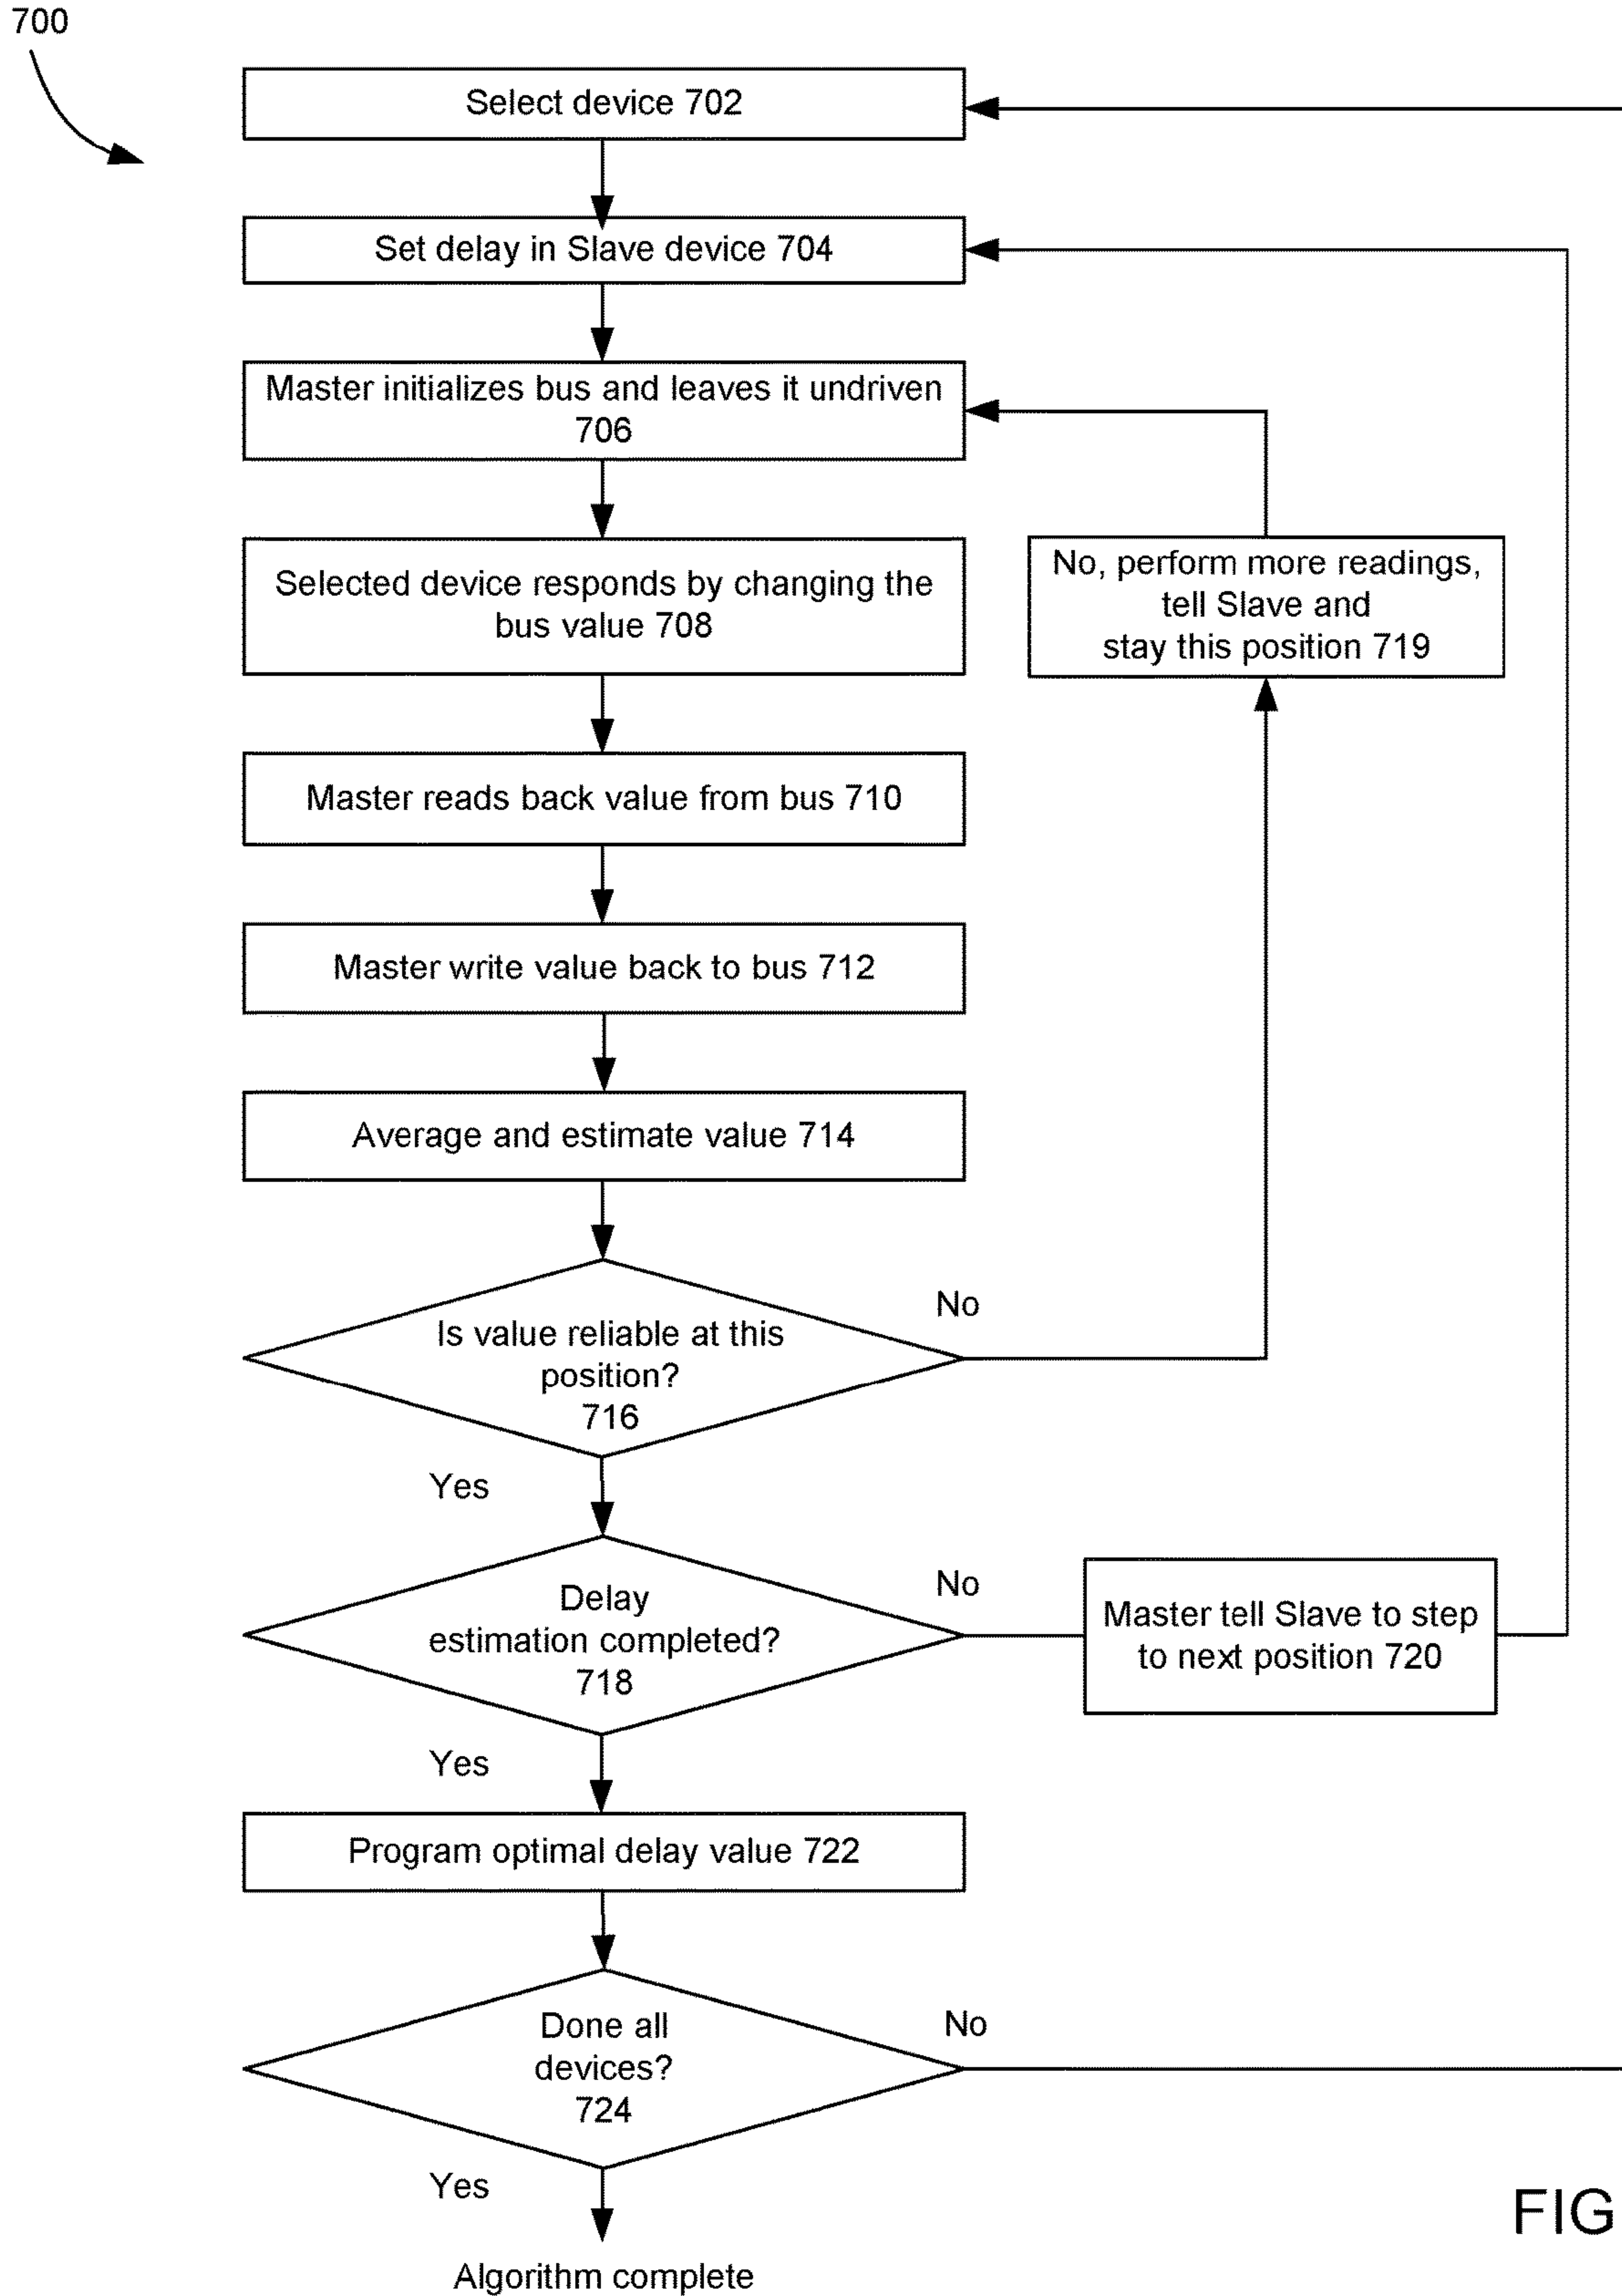 700
Select device 702
Set delay in Slave device 704
Master initializes bus and leaves it undriven
706
Selected device responds by changing the
bus value 708
No, perform more readings,
tell Slave and
stay this position 719
Master reads back value from bus 710
Master write value back to bus 712
Average and estimate value 714
Is value reliable at this
position?
716
No
Yes
Delay
estimation completed?
718
No
Master tell Slave to step
to next position 720
Yes
Program optimal delay value 722
Done all
devices?
724
No
Yes
FIG
Algorithm complete